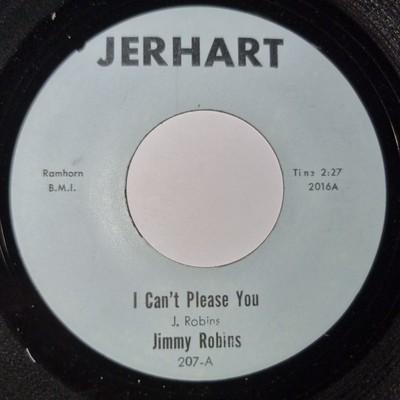 JERHART
Ramhorn
B.M.I.
Time 2:27
2016A
I Can't Please You
J. Robins
Jimmy Robins
207-A